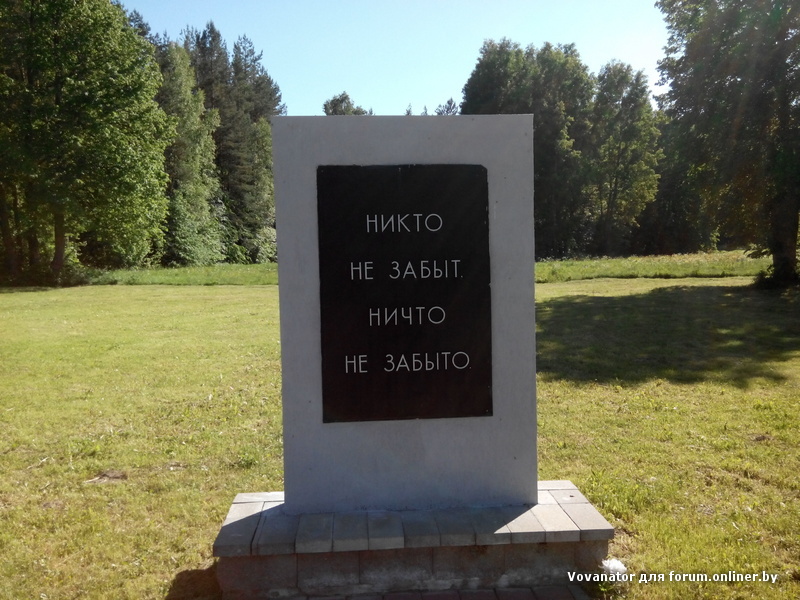 НИКТО
НЕ ЗАБЫТ.
НИЧТО
НЕ ЗАБЫТО.
Vovanator для forum.onliner.by